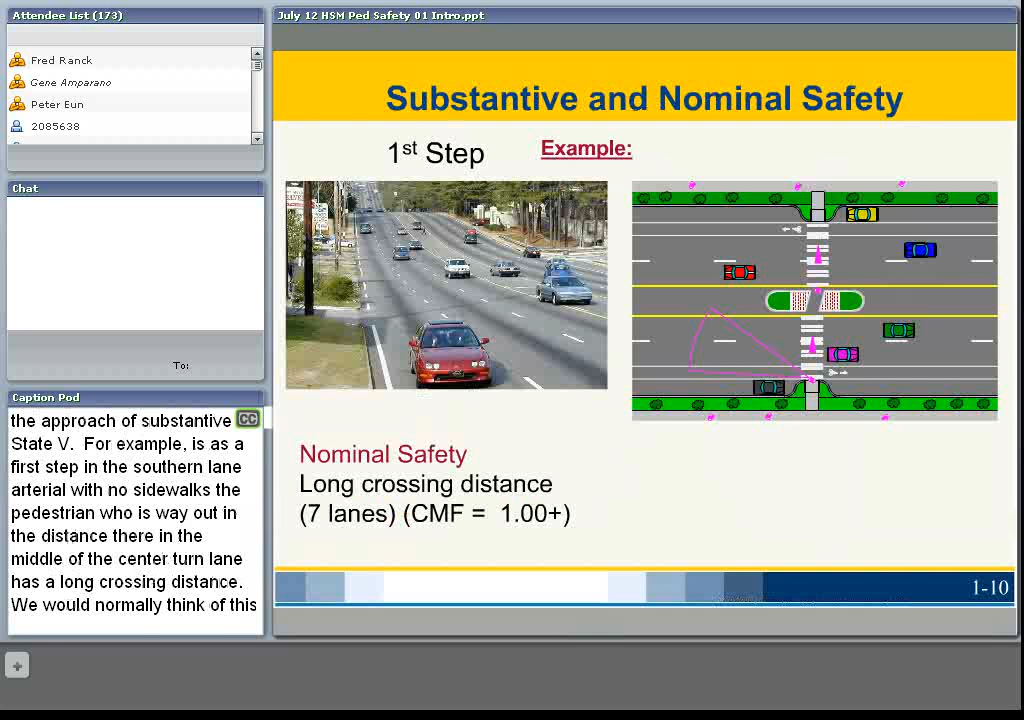 Attendee List (173)
Fred Ranck
Gene Amparano
Peter Eun
2085638
Chat
To:
Caption Pod
the approach of substantive
CC
State V. For example, is as a
first step in the southern lane
arterial with no sidewalks the
pedestrian who is way out in
the distance there in the
middle of the center turn lane
has a long crossing distance.
We would normally think of this
July 12 HSM Ped Safety 01 Intro.ppt
Substantive and Nominal Safety
1st Step
Example:
Nominal Safety
Long crossing distance
(7 lanes) (CMF = 1.00+)
1-10